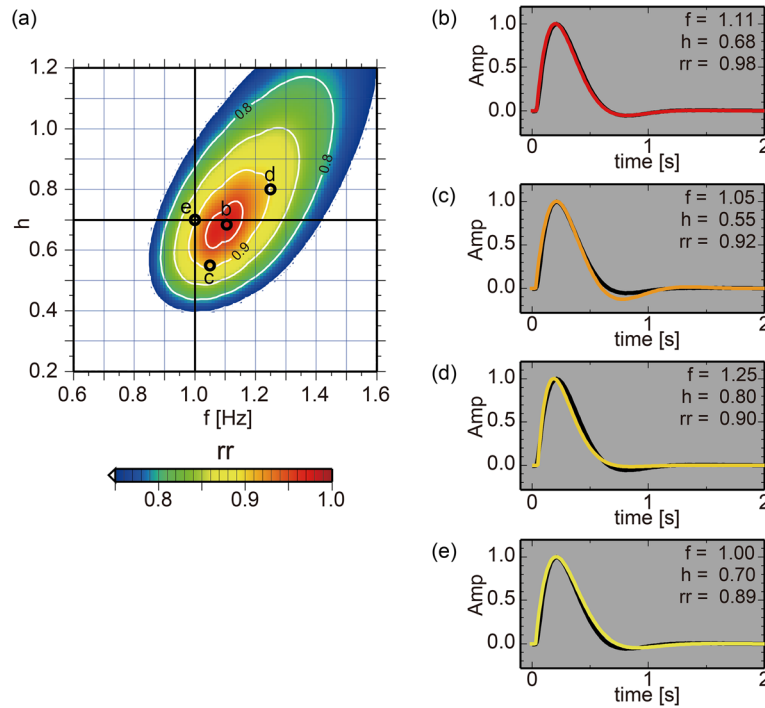 (a)
1.2
1.0
0.8
0.6
0.4
0.2
h
0.8
0.8
0.9
e
b
d
c
0.6 0.8 1.0 1.2 1.4 1.6
f [Hz]
rr
0.8 0.9 1.0
(b)
Amp
1.0
0.5
0.0
f = 1.11
h = 0.68
rr = 0.98
0 1 2
time [s]
(c)
Amp
1.0
0.5
0.0
f = 1.05
h = 0.55
rr = 0.92
0 1 2
time [s]
(d)
Amp
1.0
0.5
0.0
f = 1.25
h = 0.80
rr = 0.90
0 1 2
time [s]
(e)
Amp
1.0
0.5
0.0
f = 1.00
h = 0.70
rr = 0.89
0 1 2
time [s]